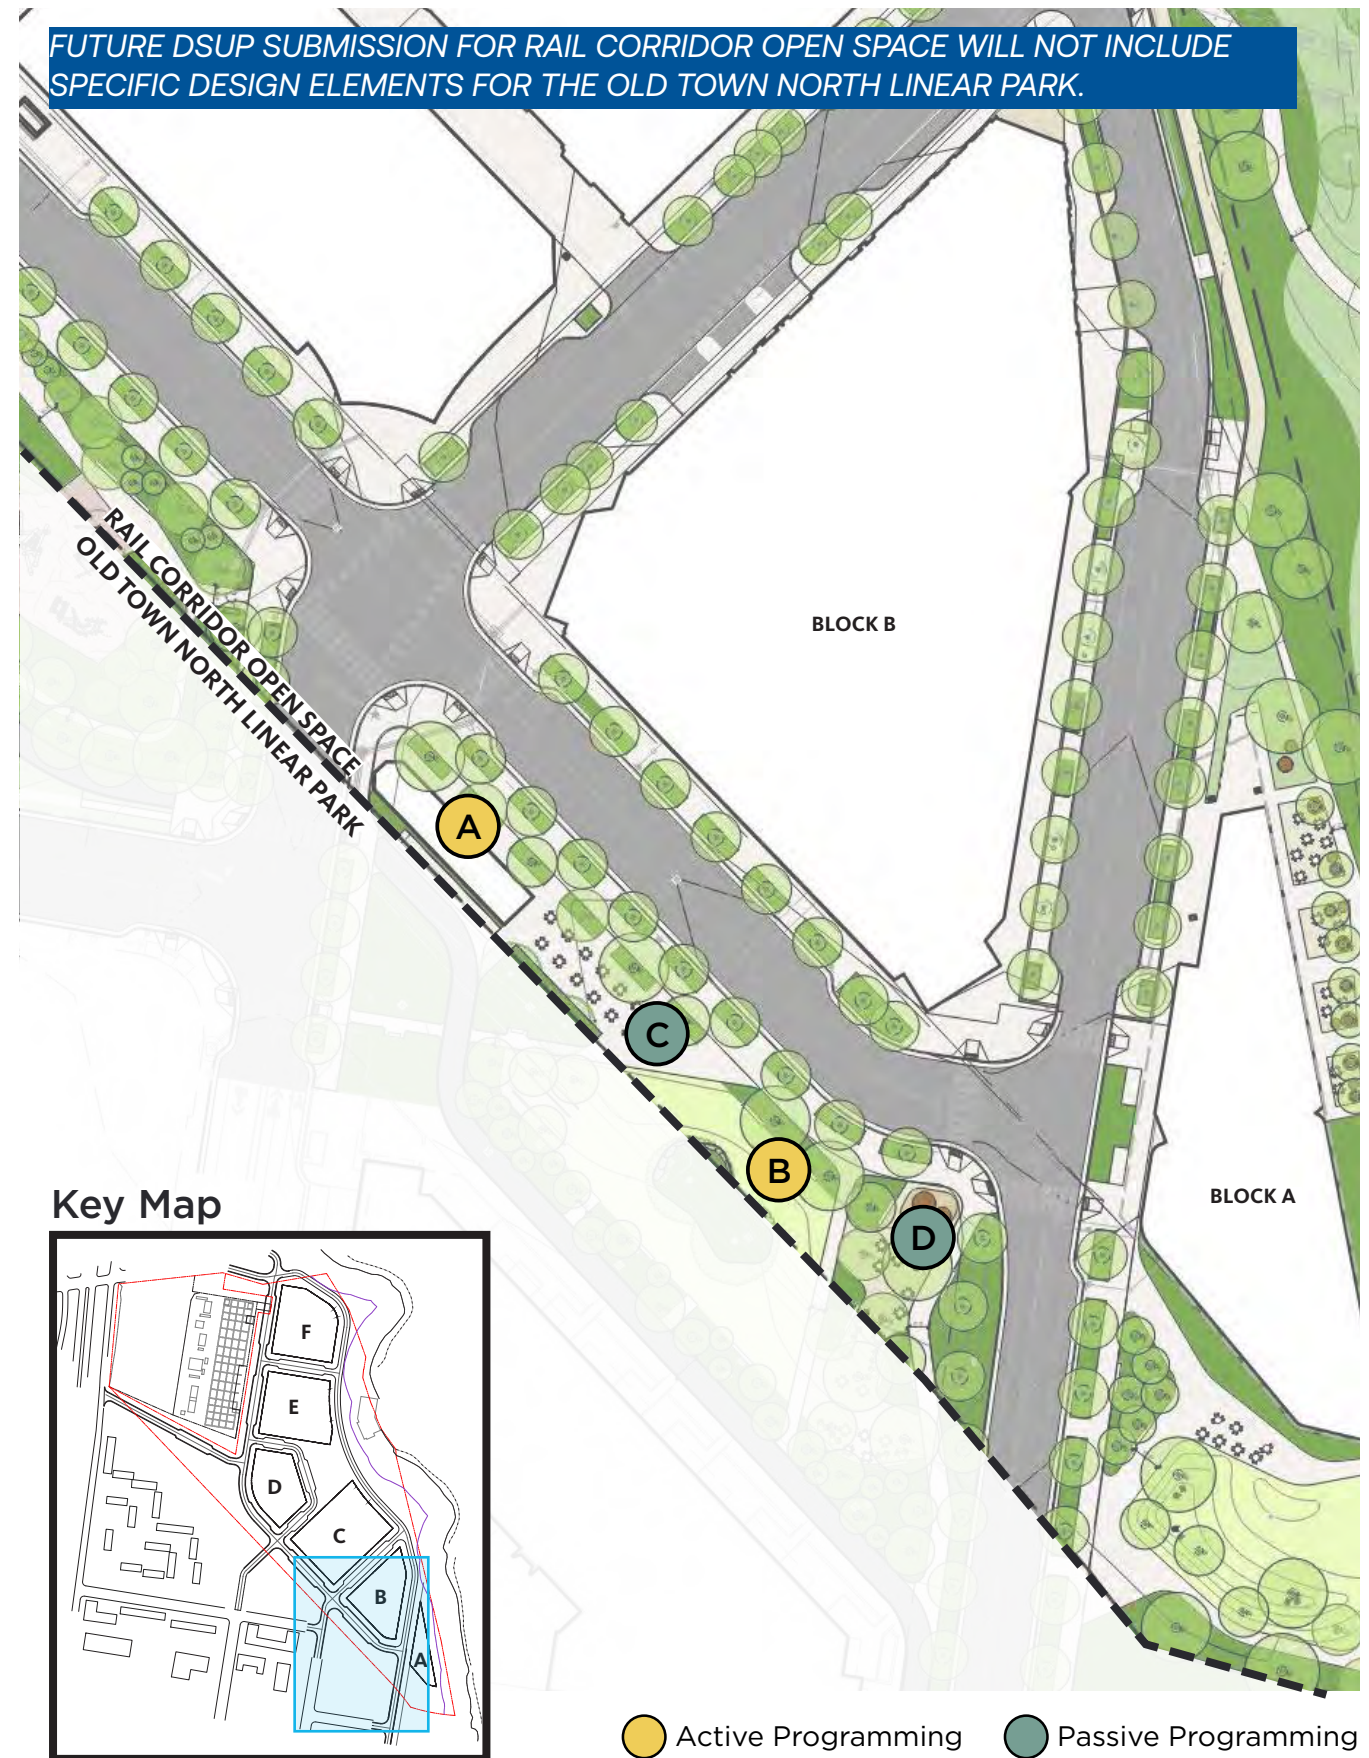 FUTURE DSUP SUBMISSION FOR RAIL CORRIDOR OPEN SPACE WILL NOT INCLUDE
SPECIFIC DESIGN ELEMENTS FOR THE OLD TOWN NORTH LINEAR PARK.
RAIL CORRIDOR OPEN SPACE
OLD TOWN NORTH LINEAR PARK
BLOCK B
A
C
B
D
BLOCK A
Key Map
F
E
D
C
B
A
Active Programming
Passive Programming